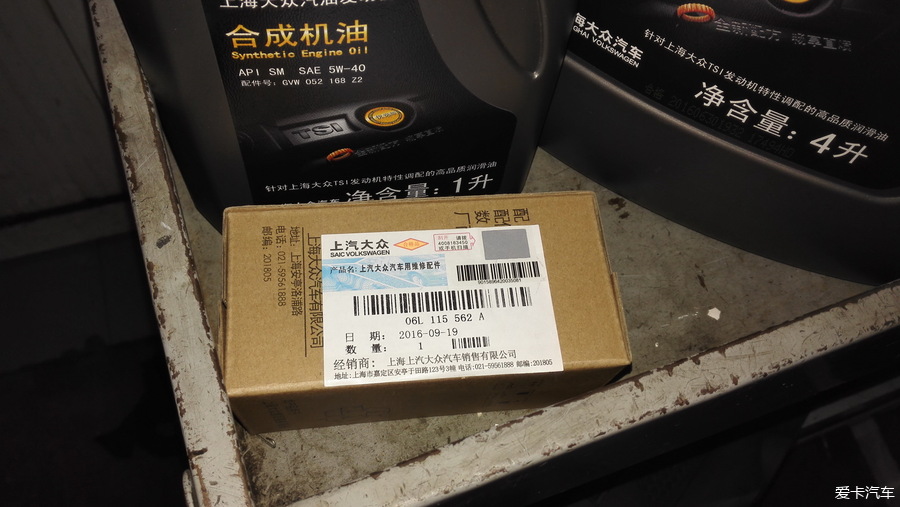 上海大众汽油发动
合成机油
Synthetic Engine Oil
API SM SAE 5W-40
配件号: GVW 052 168 Z2
TSI
针对上海大众TSI发动机特性调配的高品质润滑油
净含量: 1升
海大众汽车
GHAI VOLKSWAGEN
针对上海大众TSI发动机特性调配的高品质润滑油
净含量: 4升
上海大众汽车有限公司
地址: 上海安亭洛浦路
电话: 021-59561888
邮编: 201805
上汽大众
SAIC VOLKSWAGEN
4008183450
或手机扫描
产品名: 上汽大众汽车用维修配件
06L 115 562 A
日 期: 2016-09-19
数 量: 1
经销商: 上海上汽大众汽车销售有限公司
地址:上海市嘉定区安亭于田路123号3幢 电话:021-59561888 邮编:201805
爱卡汽车